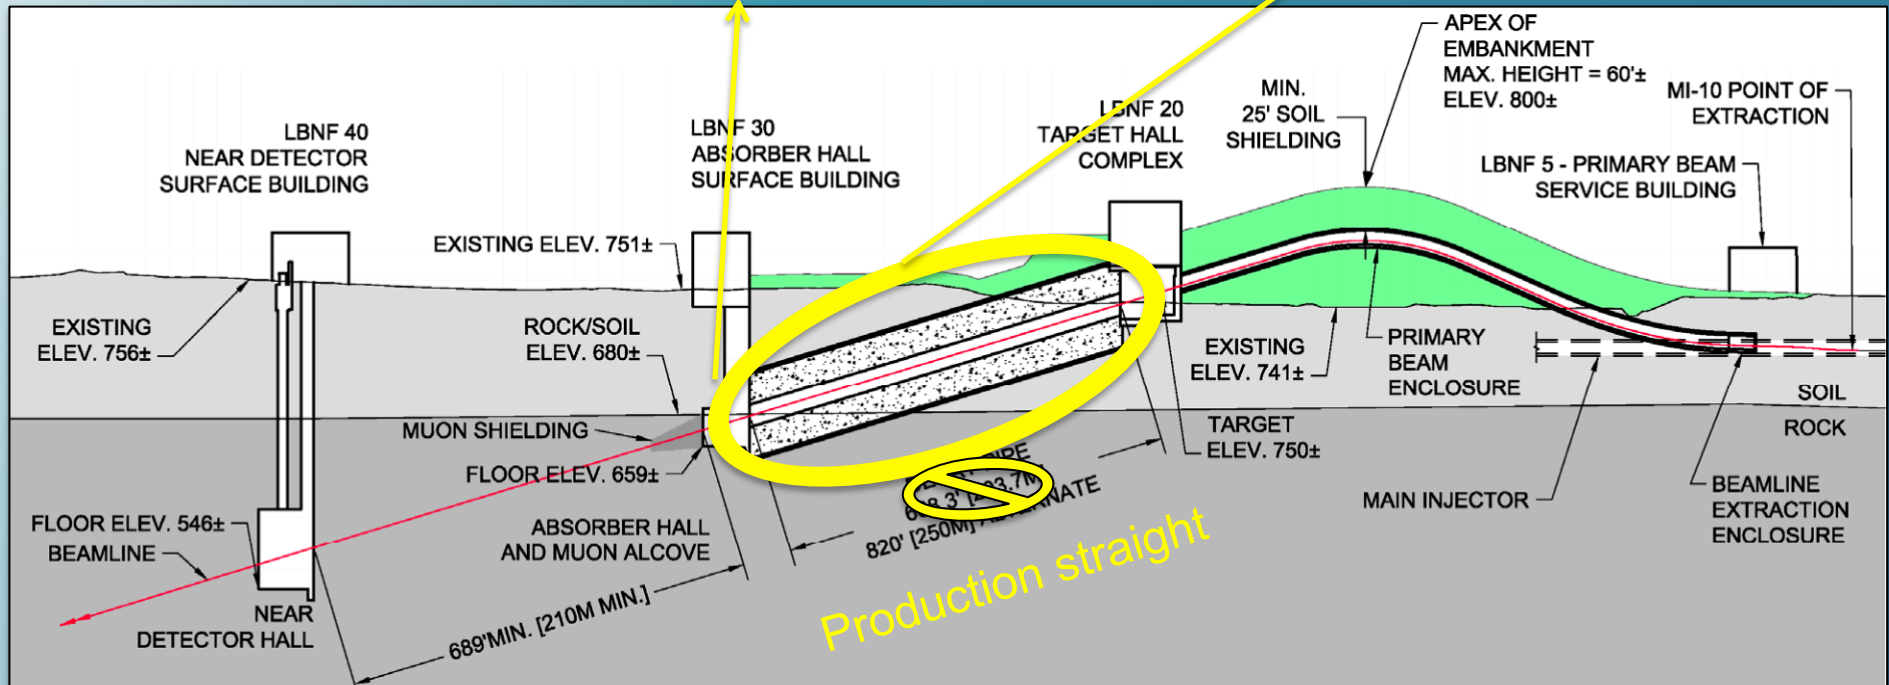 APEX OF
EMBANKMENT
MAX. HEIGHT = 60'±
ELEV. 800±
MIN.
25' SOIL
SHIELDING
MI-10 POINT OF
EXTRACTION
LBNF 40
NEAR DETECTOR
SURFACE BUILDING
LBNF 30
ABSORBER HALL
SURFACE BUILDING
LBNF 20
TARGET HALL
COMPLEX
LBNF 5 - PRIMARY BEAM
SERVICE BUILDING
EXISTING ELEV. 751±
EXISTING
ELEV. 756±
ROCK/SOIL
ELEV. 680±
EXISTING
ELEV. 741±
PRIMARY
BEAM
ENCLOSURE
SOIL
ROCK
MUON SHIELDING
FLOOR ELEV. 659±
TARGET
ELEV. 750±
MAIN INJECTOR
BEAMLINE
EXTRACTION
ENCLOSURE
FLOOR ELEV. 546±
BEAMLINE
ABSORBER HALL
AND MUON ALCOVE
820' [250M] ALTERNATE
Production straight
NEAR
DETECTOR HALL
689'MIN. [210M MIN.]